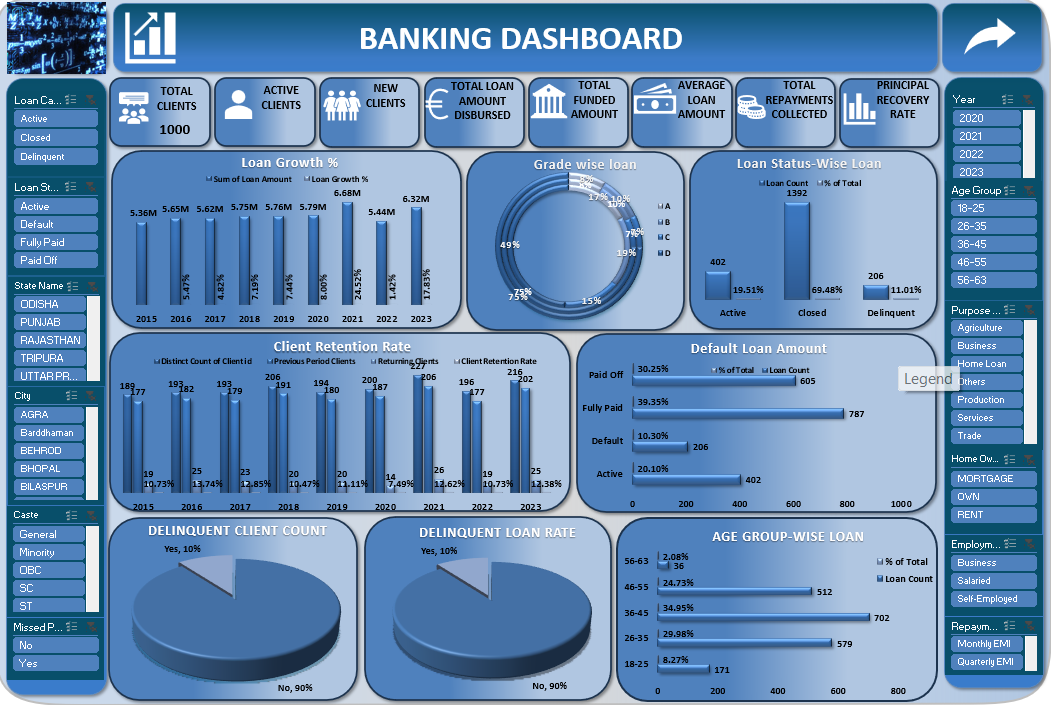 BANKING DASHBOARD
TOTAL
CLIENTS
1000
ACTIVE
CLIENTS
NEW
CLIENTS
TOTAL LOAN
AMOUNT
DISBURSED
TOTAL
FUNDED
AMOUNT
AVERAGE
LOAN
AMOUNT
TOTAL
REPAYMENTS
COLLECTED
PRINCIPAL
RECOVERY
RATE
Loan Ca...
Active
Closed
Delinquent
Loan St...
Active
Default
Fully Paid
Paid Off
State Name
ODISHA
PUNJAB
RAJASTHAN
TRIPURA
UTTAR PR...
City
AGRA
Barddhaman
BEHROD
BHOPAL
BILASPUR
Caste
General
Minority
OBC
SC
ST
Missed P...
No
Yes
Loan Growth %
Sum of Loan Amount Loan Growth %
5.36M 5.65M 5.62M 5.75M 5.76M 5.79M 6.68M 5.44M 6.32M
5.47% 4.82% 7.19% 7.44% 8.00% 24.52% 1.42% 17.83%
2015 2016 2017 2018 2019 2020 2021 2022 2023
Grade wise loan
17% 10%
10%
7% 7%
19%
15%
75%
75%
49%
A
B
C
D
Loan Status-Wise Loan
Loan Count % of Total
402 1392 206
19.51% 69.48% 11.01%
Active Closed Delinquent
Client Retention Rate
Distinct Count of Client id Previous Period Clients Returning Clients Client Retention Rate
189 193 193 206 194 200 227 196 216
177 182 179 191 180 187 206 177 202
19 25 23 20 20 14 26 19 25
10.73% 13.74% 12.85% 10.47% 11.11% 7.49% 12.62% 10.73% 12.38%
2015 2016 2017 2018 2019 2020 2021 2022 2023
Default Loan Amount
% of Total Loan Count
Paid Off 30.25% 605
Fully Paid 39.35% 787
Default 10.30% 206
Active 20.10% 402
0 200 400 600 800 1000
Legend
DELINQUENT CLIENT COUNT
Yes, 10%
No, 90%
DELINQUENT LOAN RATE
Yes, 10%
No, 90%
AGE GROUP-WISE LOAN
% of Total
Loan Count
56-63 2.08% 36
46-55 24.73% 512
36-45 34.95% 702
26-35 29.98% 579
18-25 8.27% 171
0 200 400 600 800
Year
2020
2021
2022
2023
Age Group
18-25
26-35
36-45
46-55
56-63
Purpose ...
Agriculture
Business
Home Loan
Others
Production
Services
Trade
Home Ow...
MORTGAGE
OWN
RENT
Employm...
Business
Salaried
Self-Employed
Repaym...
Monthly EMI
Quarterly EMI